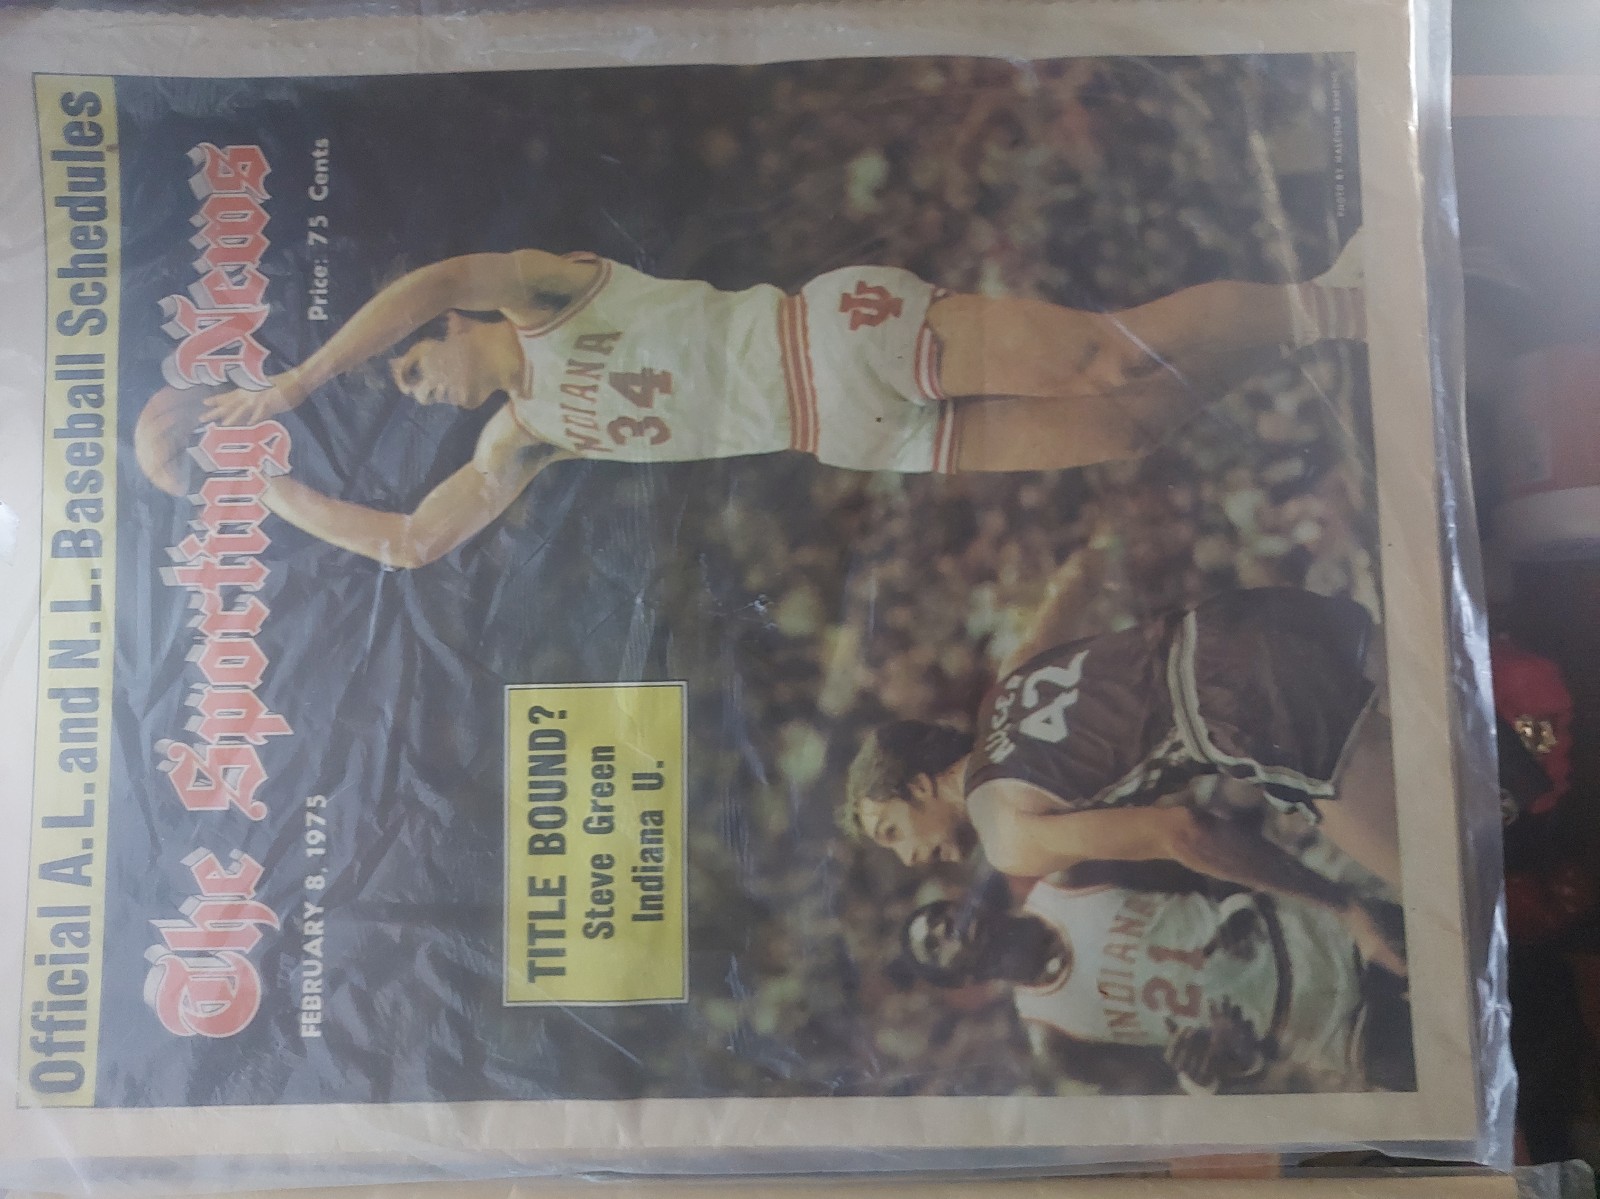 Official A.L. and N.L. Baseball Schedules
The Sporting News
FEBRUARY 8, 1975
Price: 75 Cents
TITLE BOUND?
Steve Green
Indiana U.
INDIANA
34
IU
42
INDIANA
21